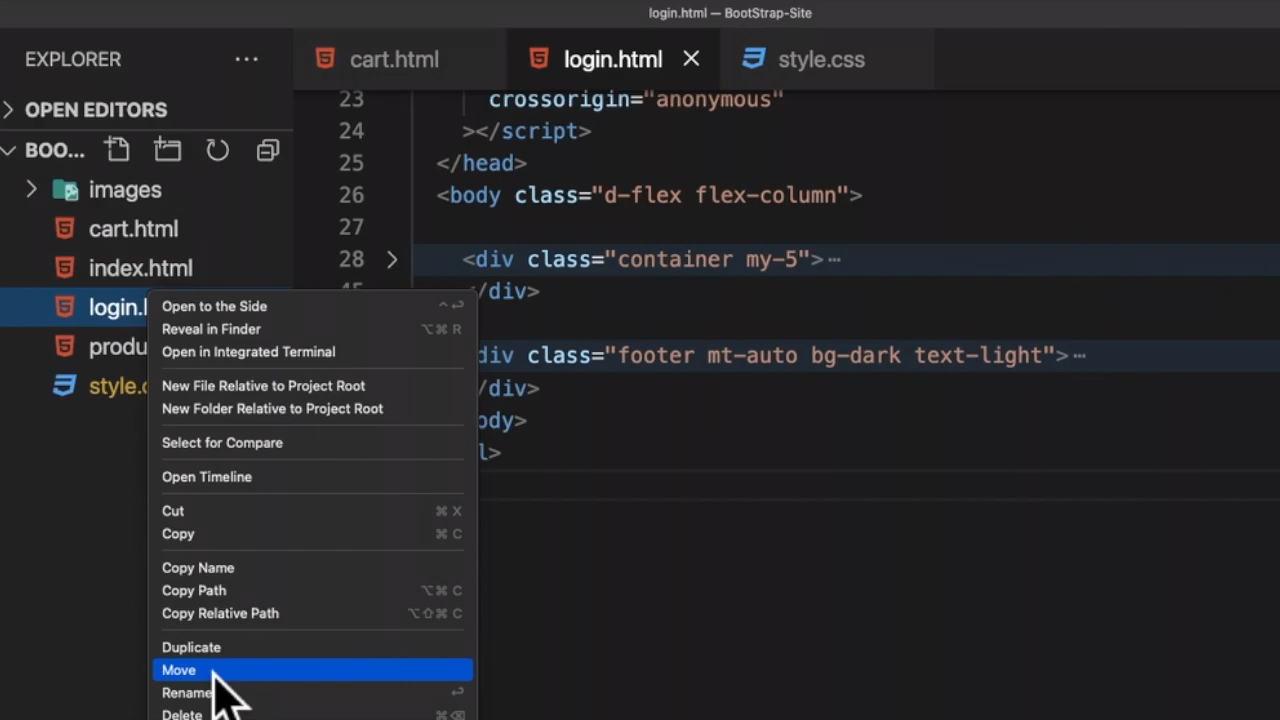 login.html — BootStrap-Site
EXPLORER ···
cart.html
login.html
style.css
OPEN EDITORS
BOO...
images
cart.html
index.html
login.
produ
style.
23 crossorigin="anonymous"
24 ></script>
25 </head>
26 <body class="d-flex flex-column">
27
28 <div class="container my-5">⋯
/div>
div class="footer mt-auto bg-dark text-light">⋯
/div>
ody>
l>
Open to the Side ^↩
Reveal in Finder ⌥⌘ R
Open in Integrated Terminal
New File Relative to Project Root
New Folder Relative to Project Root
Select for Compare
Open Timeline
Cut ⌘ X
Copy ⌘ C
Copy Name
Copy Path ⌥⌘ C
Copy Relative Path ⌥⇧⌘ C
Duplicate
Move
Rename ↩
Delete ⌘⌫